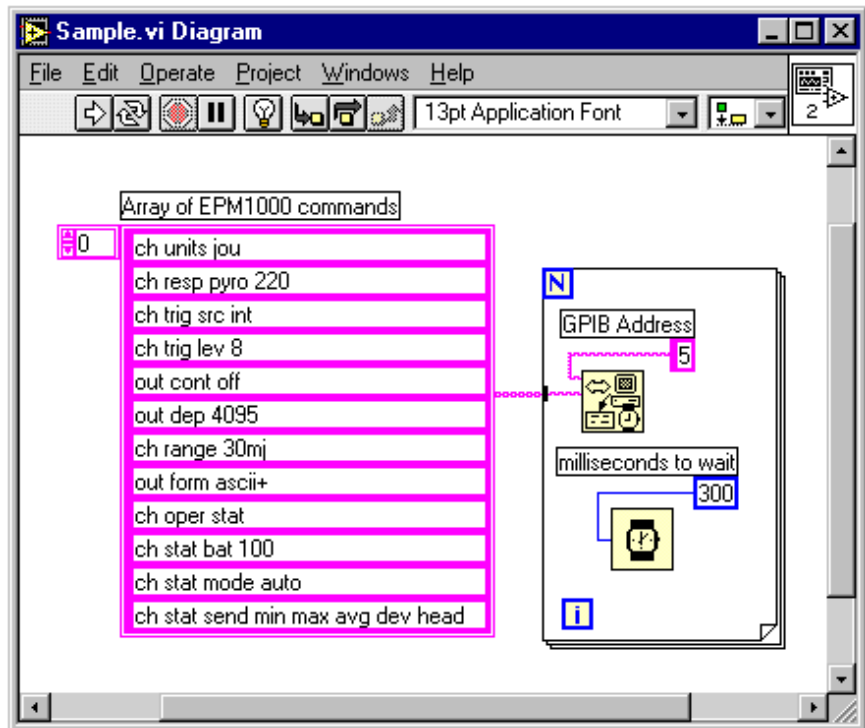 Sample.vi Diagram
File Edit Operate Project Windows Help
13pt Application Font
2
Array of EPM1000 commands
0
ch units jou
ch resp pyro 220
ch trig src int
ch trig lev 8
out cont off
out dep 4095
ch range 30mj
out form ascii+
ch oper stat
ch stat bat 100
ch stat mode auto
ch stat send min max avg dev head
N
GPIB Address
5
milliseconds to wait
300
i